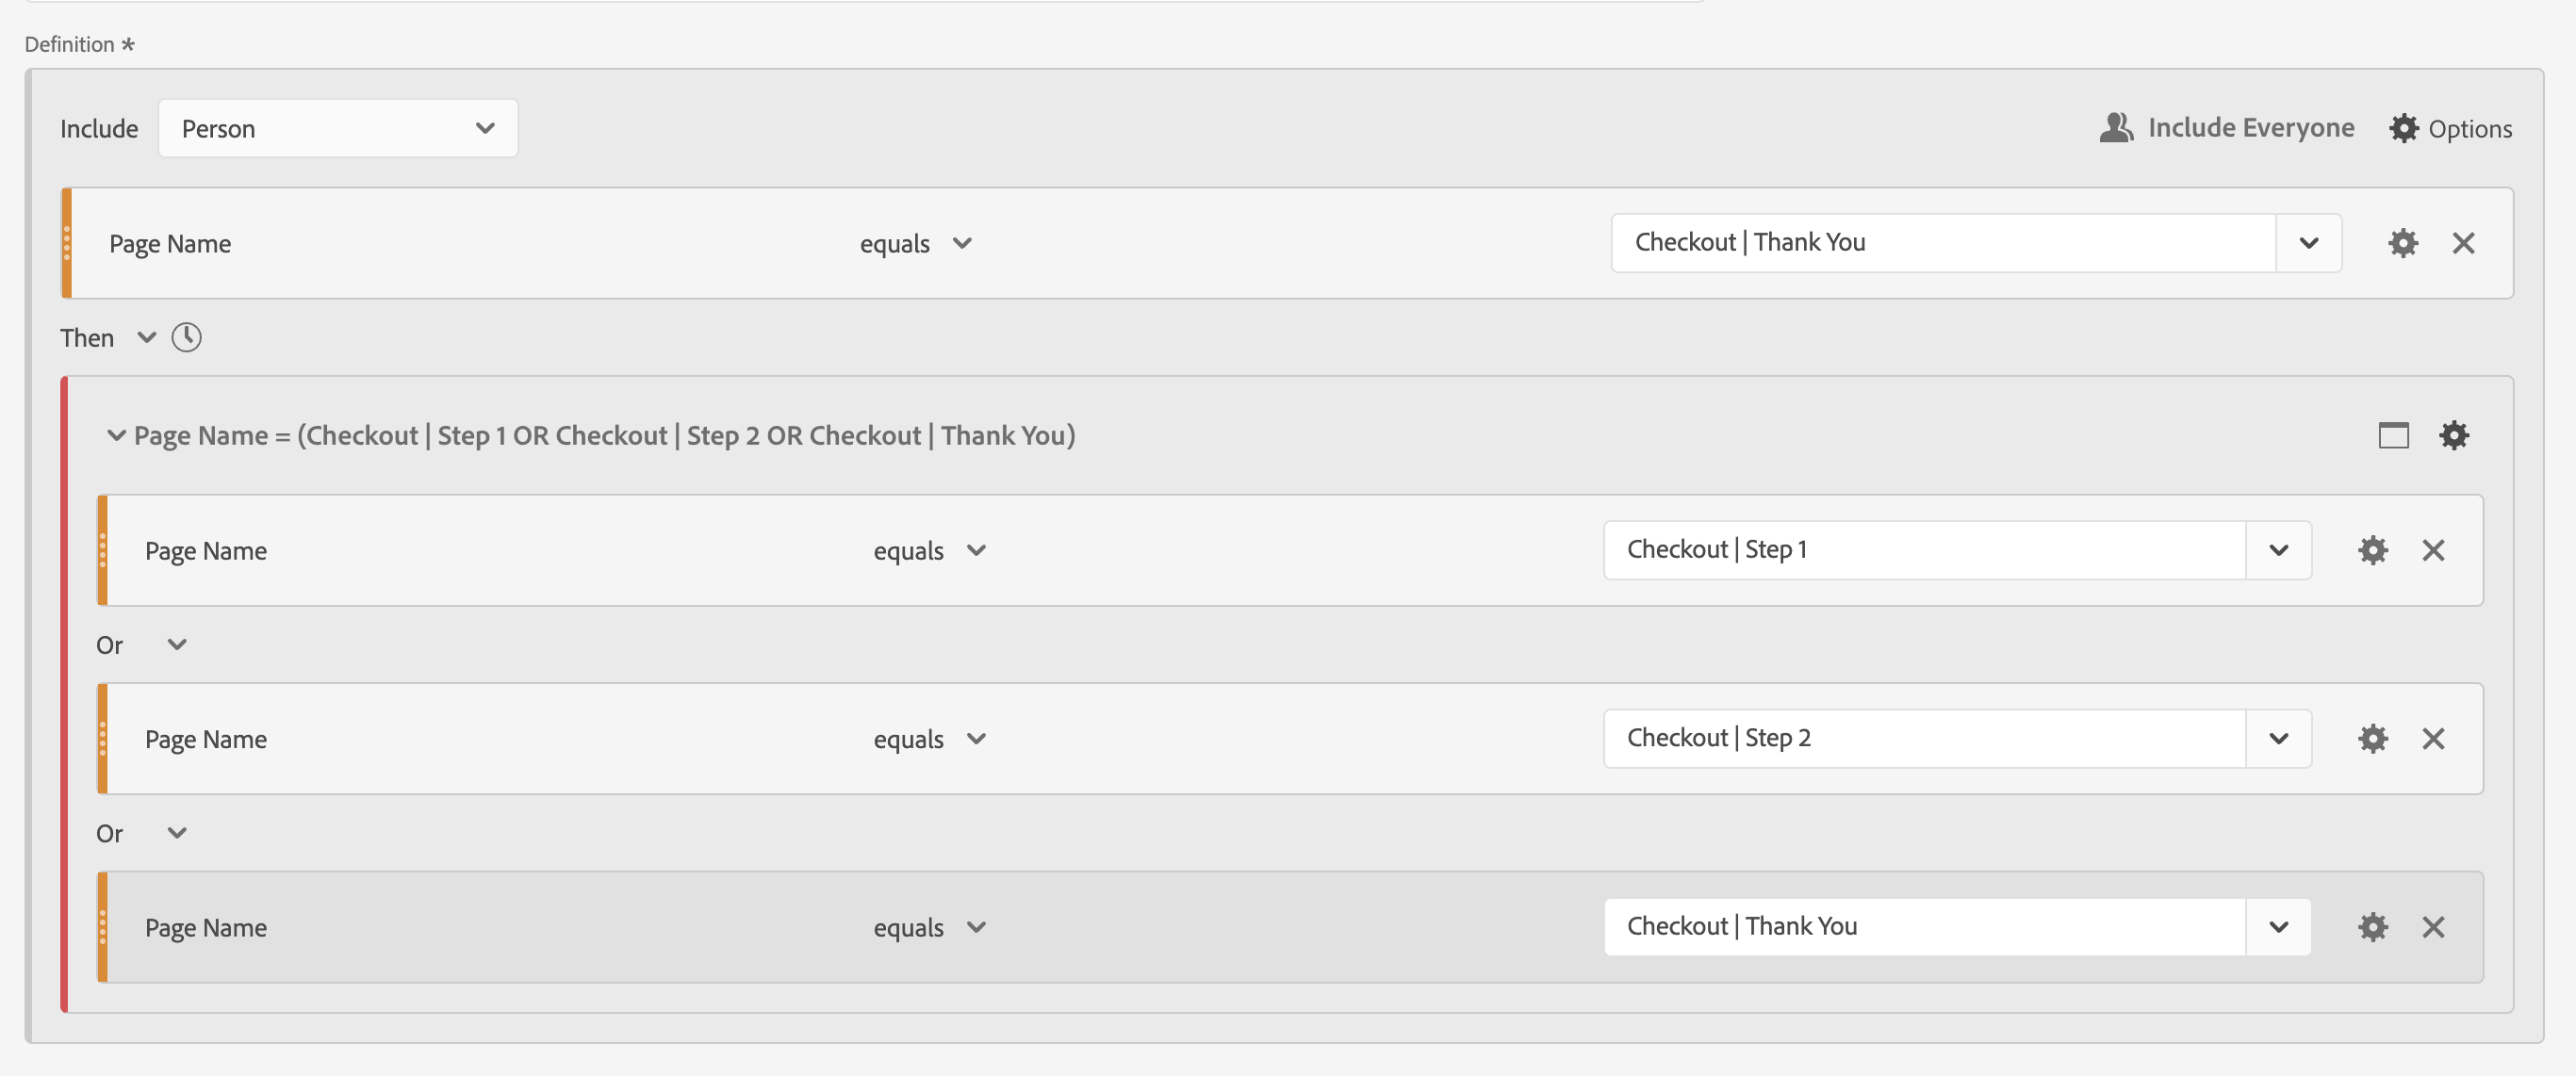 Definition *
Include Person Include Everyone Options
Page Name equals Checkout | Thank You
Then
Page Name = (Checkout | Step 1 OR Checkout | Step 2 OR Checkout | Thank You)
Page Name equals Checkout | Step 1
Or
Page Name equals Checkout | Step 2
Or
Page Name equals Checkout | Thank You